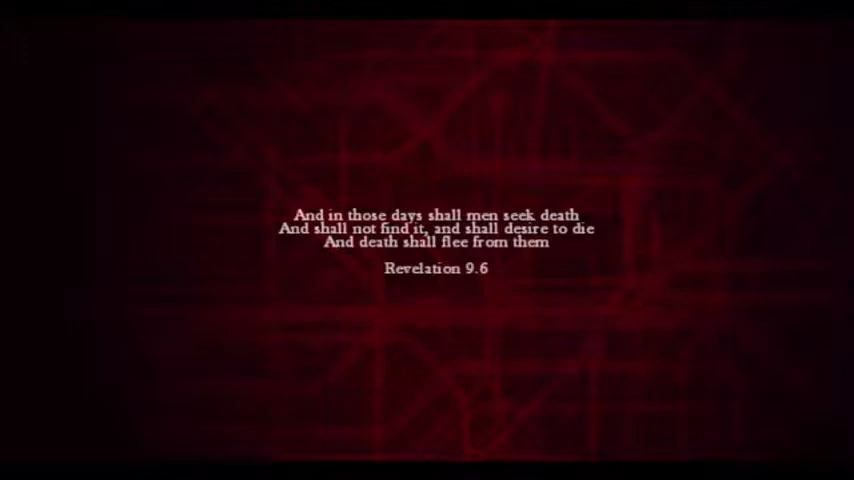 And in those days shall men seek death
And shall not find it, and shall desire to die
And death shall flee from them
Revelation 9.6